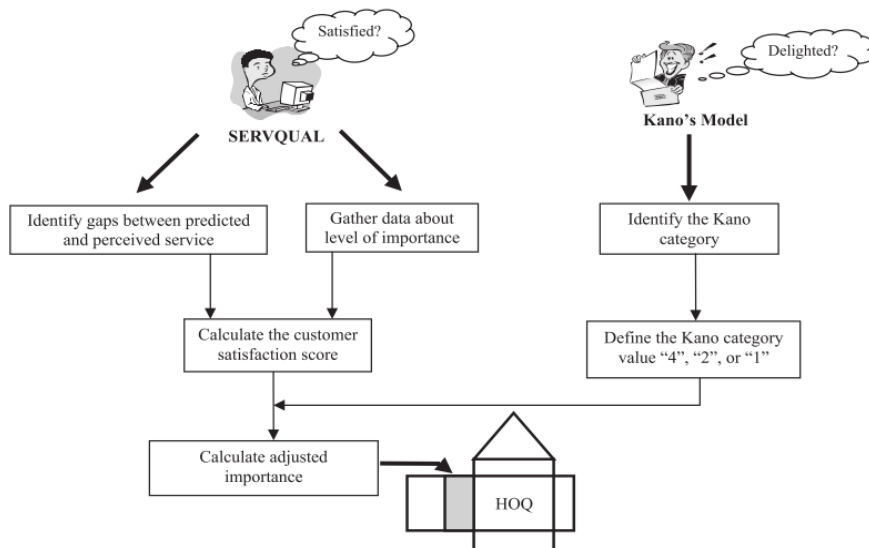 Satisfied?
Delighted?
SERVQUAL
Kano's Model
Identify gaps between predicted
and perceived service
Gather data about
level of importance
Identify the Kano
category
Calculate the customer
satisfaction score
Define the Kano category
value “4”, “2”, or “1”
Calculate adjusted
importance
HOQ